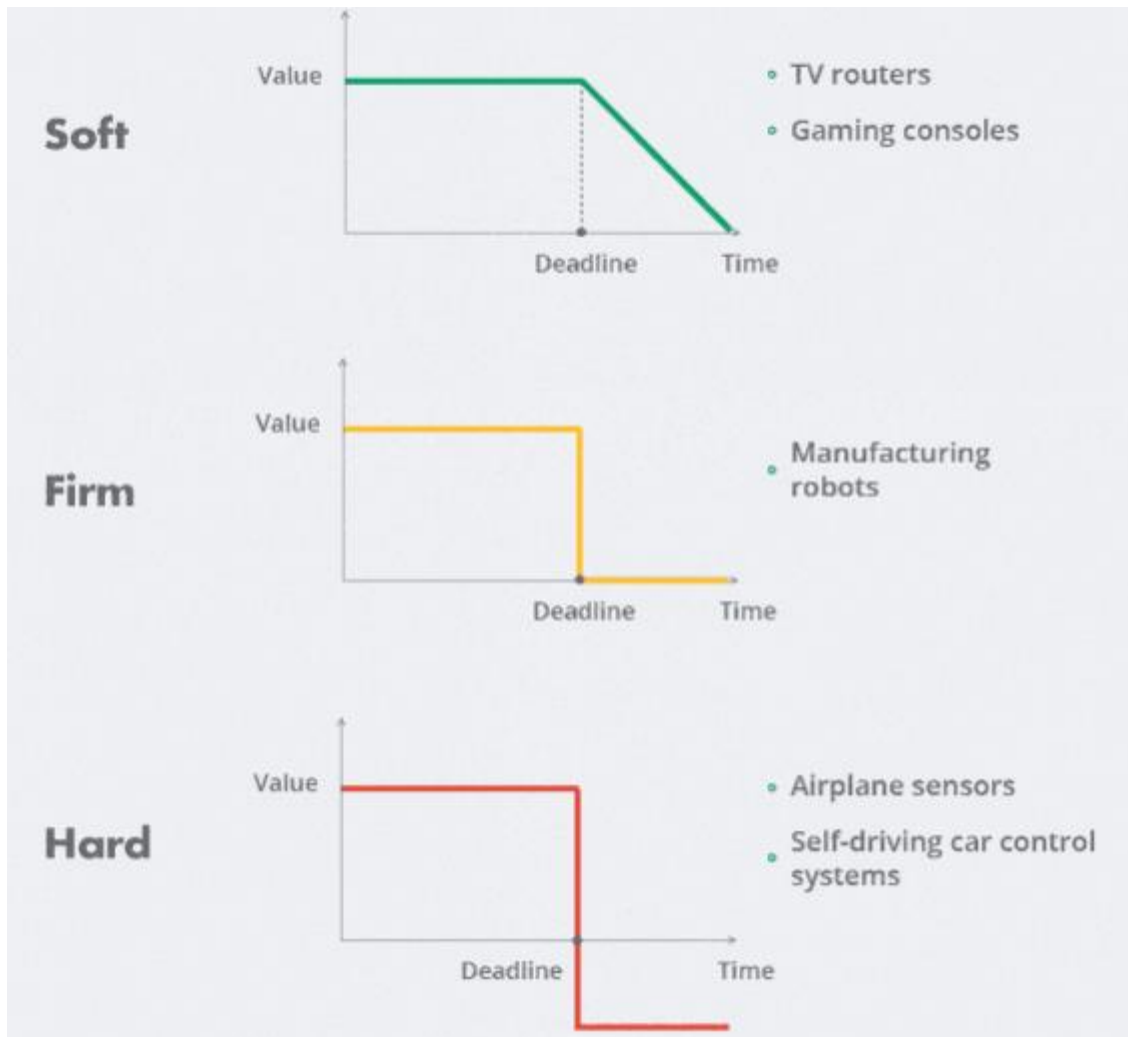 Value
TV routers
Gaming consoles
Soft
Deadline
Time
Value
Manufacturing
robots
Firm
Deadline
Time
Value
Airplane sensors
Self-driving car control
systems
Hard
Deadline
Time